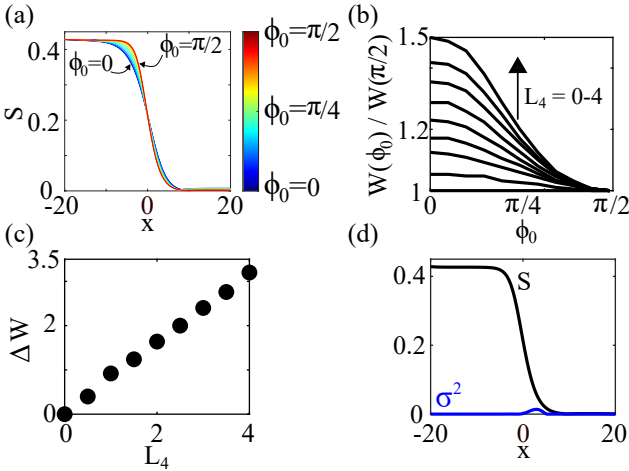 (a)
0.4
0.2
0
S
ϕ₀=0
ϕ₀=π/2
-20
0
20
x
ϕ₀=π/2
ϕ₀=π/4
ϕ₀=0
(b)
1.5
1.2
1
W(ϕ₀) / W(π/2)
L₄ = 0-4
0
π/4
π/2
ϕ₀
(c)
3.5
2
0
ΔW
0
2
4
L₄
(d)
0.4
0.2
0
S
σ²
-20
0
20
x